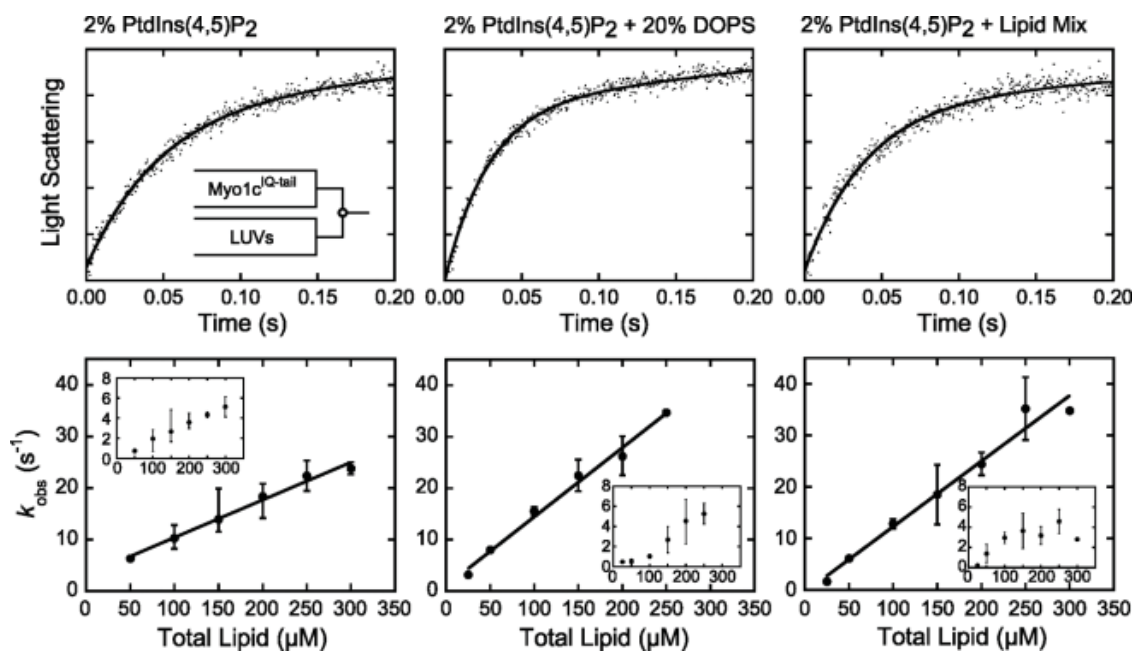 2% PtdIns(4,5)P2
2% PtdIns(4,5)P2 + 20% DOPS
2% PtdIns(4,5)P2 + Lipid Mix
Light Scattering
Myo1c^IQ-tail
LUVs
0.00 0.05 0.10 0.15 0.20
0.00 0.05 0.10 0.15 0.20
0.00 0.05 0.10 0.15 0.20
Time (s)
Time (s)
Time (s)
kobs (s-1)
40
30
20
10
0
8
6
4
2
0
0 100 200 300
0 50 100 150 200 250 300 350
Total Lipid (µM)
40
30
20
10
0
8
6
4
2
0
0 100 200 300
0 50 100 150 200 250 300 350
Total Lipid (µM)
40
30
20
10
0
8
6
4
2
0
0 100 200 300
0 50 100 150 200 250 300 350
Total Lipid (µM)